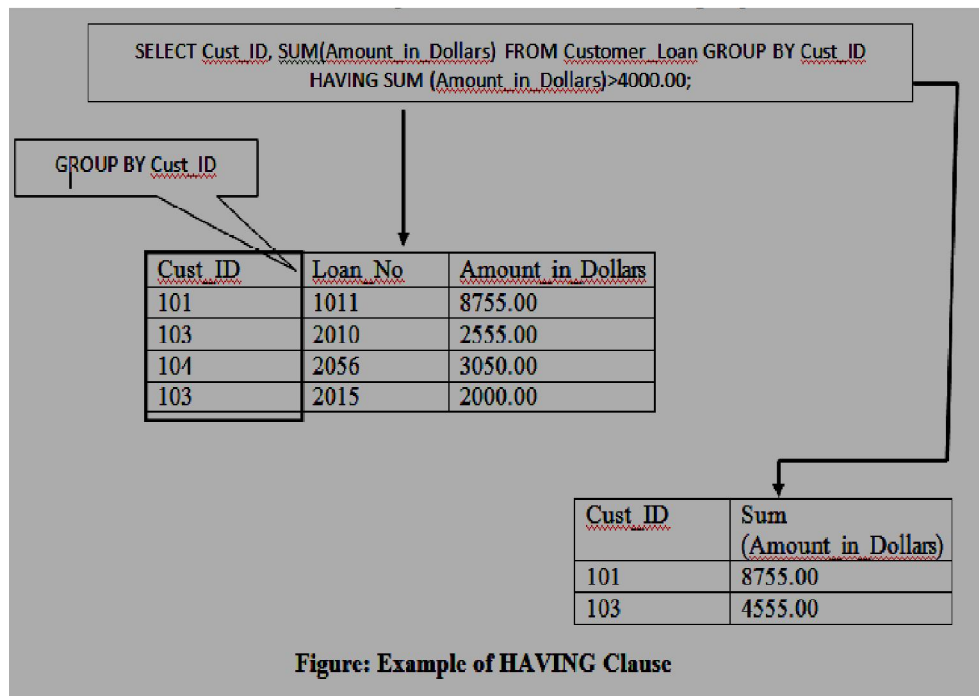 SELECT Cust_ID, SUM(Amount_in_Dollars) FROM Customer_Loan GROUP BY Cust_ID
HAVING SUM (Amount_in_Dollars)>4000.00;
GROUP BY Cust_ID
Cust_ID Loan_No Amount_in_Dollars
101 1011 8755.00
103 2010 2555.00
104 2056 3050.00
103 2015 2000.00
Cust_ID Sum
(Amount_in_Dollars)
101 8755.00
103 4555.00
Figure: Example of HAVING Clause